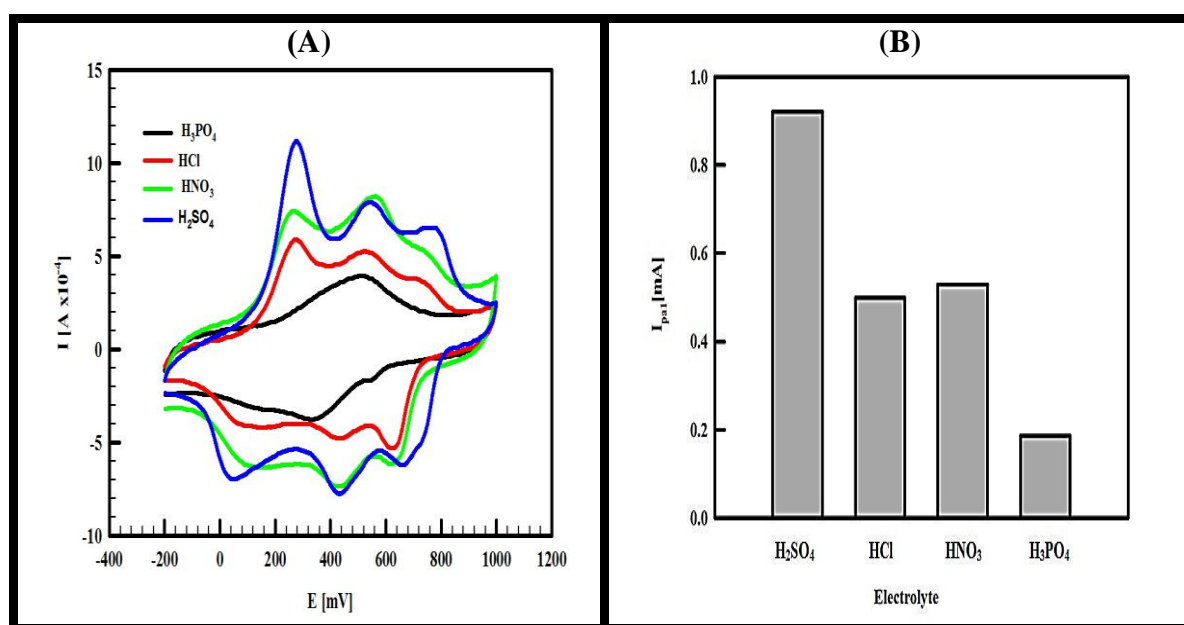 (A)
15
10
5
0
-5
-10
I [A x10⁻⁴]
H₃PO₄
HCl
HNO₃
H₂SO₄
-400 -200 0 200 400 600 800 1000 1200
E [mV]
(B)
1.0
0.8
0.6
0.4
0.2
0.0
I_pa1[mA]
H₂SO₄ HCl HNO₃ H₃PO₄
Electrolyte